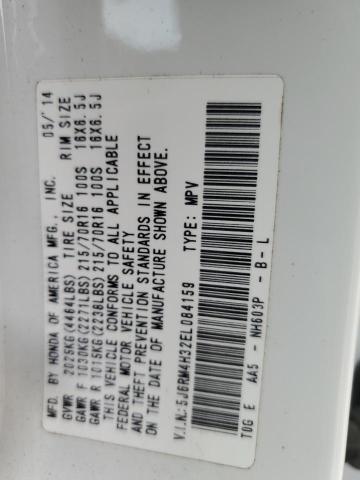 MFD. BY HONDA OF AMERICA MFG., INC. 05/'14
GVWR 2025KG(4464LBS) TIRE SIZE RIM SIZE
GAWR F 1030KG(2271LBS) 215/70R16 100S 16X6.5J
GAWR R 1015KG(2238LBS) 215/70R16 100S 16X6.5J
THIS VEHICLE CONFORMS TO ALL APPLICABLE
FEDERAL MOTOR VEHICLE SAFETY
AND THEFT PREVENTION STANDARDS IN EFFECT
ON THE DATE OF MANUFACTURE SHOWN ABOVE.
V.I.N:5J6RM4H32EL084159 TYPE: MPV
T0G E AA5 - NH603P - B - L